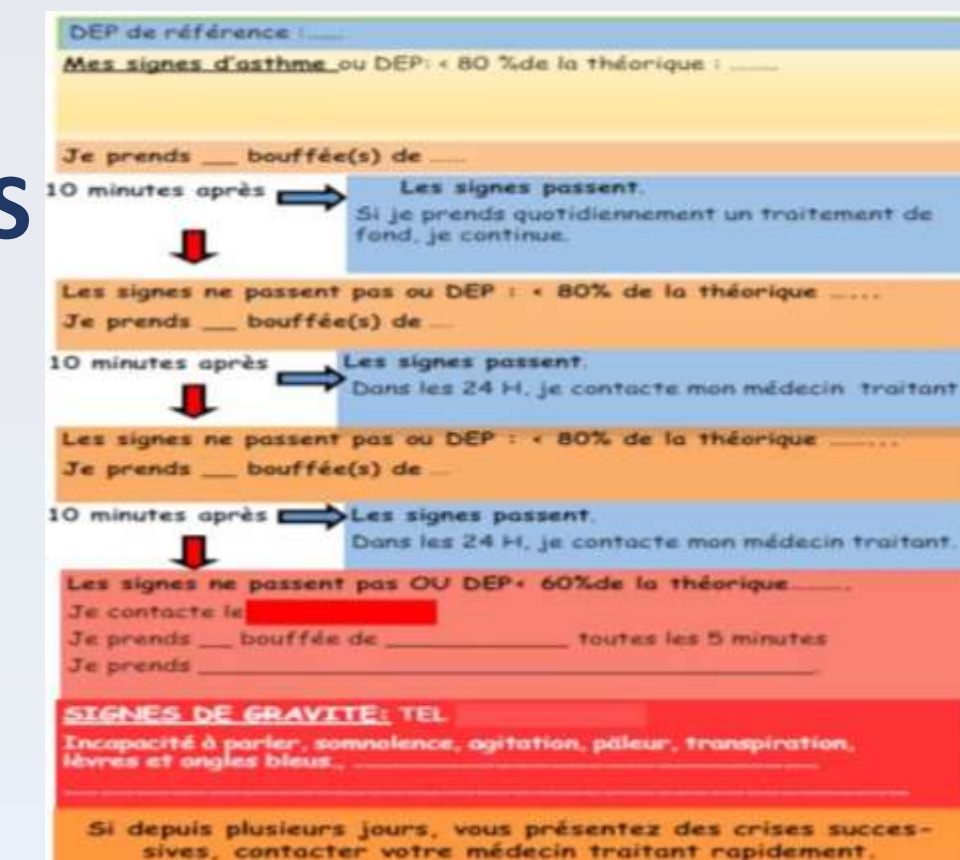 DEP de référence : ......
Mes signes d'asthme ou DEP: < 80 %de la théorique : ........
Je prends __ bouffée(s) de ......
S
10 minutes après
Les signes passent.
Si je prends quotidiennement un traitement de
fond, je continue.
Les signes ne passent pas ou DEP : < 80% de la théorique ......
Je prends __ bouffée(s) de ....
10 minutes après
Les signes passent.
Dans les 24 H, je contacte mon médecin traitant
Les signes ne passent pas ou DEP : < 80% de la théorique ........
Je prends __ bouffée(s) de ....
10 minutes après
Les signes passent.
Dans les 24 H, je contacte mon médecin traitant.
Les signes ne passent pas OU DEP< 60%de la théorique........
Je contacte le
Je prends __ bouffée de ____________ toutes les 5 minutes
Je prends ________________________________________
SIGNES DE GRAVITE: TEL
Incapacité à parler, somnolence, agitation, pâleur, transpiration,
lèvres et ongles bleus., ________________________________
Si depuis plusieurs jours, vous présentez des crises succes-
sives, contacter votre médecin traitant rapidement.